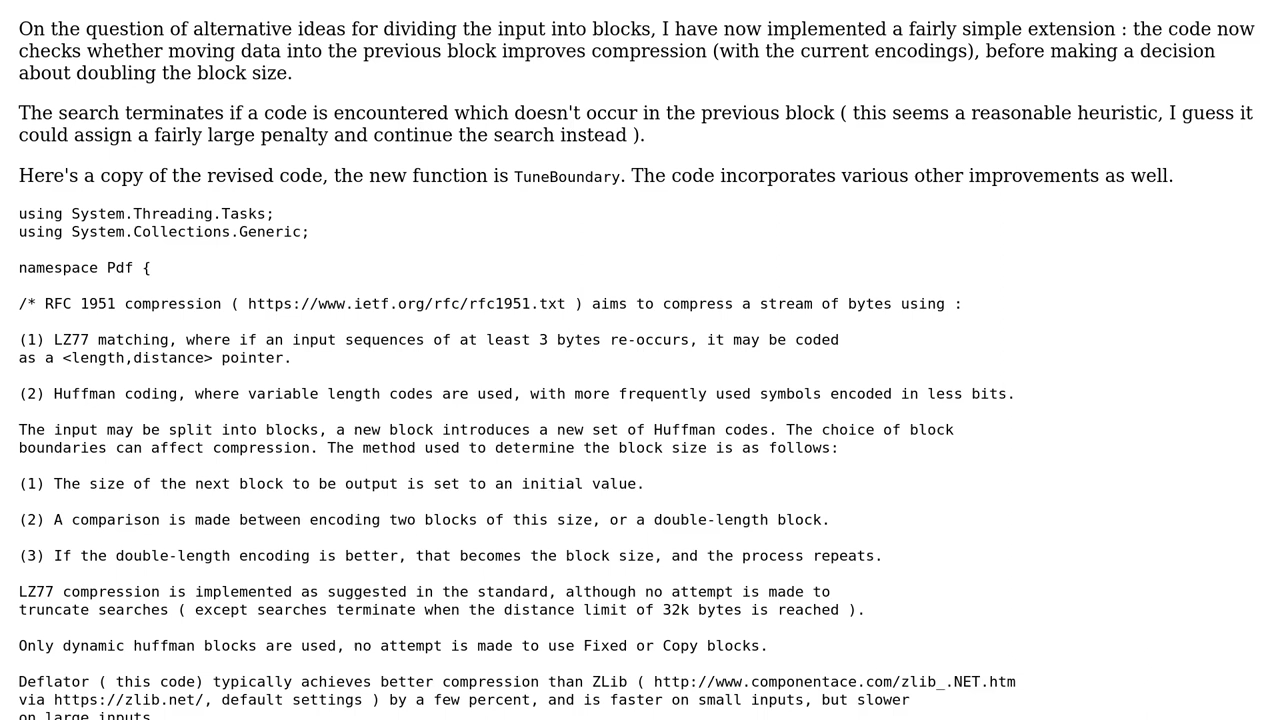 On the question of alternative ideas for dividing the input into blocks, I have now implemented a fairly simple extension : the code now
checks whether moving data into the previous block improves compression (with the current encodings), before making a decision
about doubling the block size.
The search terminates if a code is encountered which doesn't occur in the previous block ( this seems a reasonable heuristic, I guess it
could assign a fairly large penalty and continue the search instead ).
Here's a copy of the revised code, the new function is TuneBoundary. The code incorporates various other improvements as well.
using System.Threading.Tasks;
using System.Collections.Generic;
namespace Pdf {
/* RFC 1951 compression ( https://www.ietf.org/rfc/rfc1951.txt ) aims to compress a stream of bytes using :
(1) LZ77 matching, where if an input sequences of at least 3 bytes re-occurs, it may be coded
as a <length,distance> pointer.
(2) Huffman coding, where variable length codes are used, with more frequently used symbols encoded in less bits.
The input may be split into blocks, a new block introduces a new set of Huffman codes. The choice of block
boundaries can affect compression. The method used to determine the block size is as follows:
(1) The size of the next block to be output is set to an initial value.
(2) A comparison is made between encoding two blocks of this size, or a double-length block.
(3) If the double-length encoding is better, that becomes the block size, and the process repeats.
LZ77 compression is implemented as suggested in the standard, although no attempt is made to
truncate searches ( except searches terminate when the distance limit of 32k bytes is reached ).
Only dynamic huffman blocks are used, no attempt is made to use Fixed or Copy blocks.
Deflator ( this code) typically achieves better compression than ZLib ( http://www.componentace.com/zlib_.NET.htm
via https://zlib.net/, default settings ) by a few percent, and is faster on small inputs, but slower
on large inputs